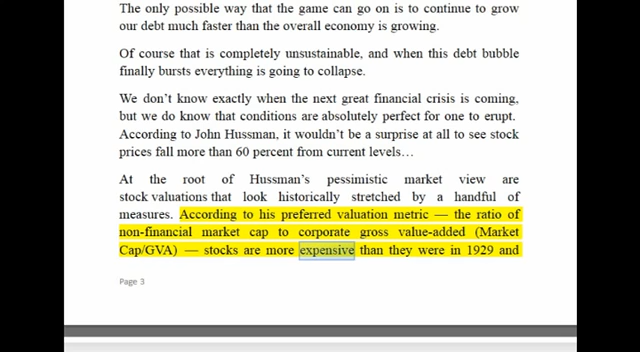 The only possible way that the game can go on is to continue to grow
our debt much faster than the overall economy is growing.
Of course that is completely unsustainable, and when this debt bubble
finally bursts everything is going to collapse.
We don't know exactly when the next great financial crisis is coming,
but we do know that conditions are absolutely perfect for one to erupt.
According to John Hussman, it wouldn't be a surprise at all to see stock
prices fall more than 60 percent from current levels…
At the root of Hussman's pessimistic market view are
stock valuations that look historically stretched by a handful of
measures. According to his preferred valuation metric — the ratio of
non-financial market cap to corporate gross value-added (Market
Cap/GVA) — stocks are more expensive than they were in 1929 and
Page 3